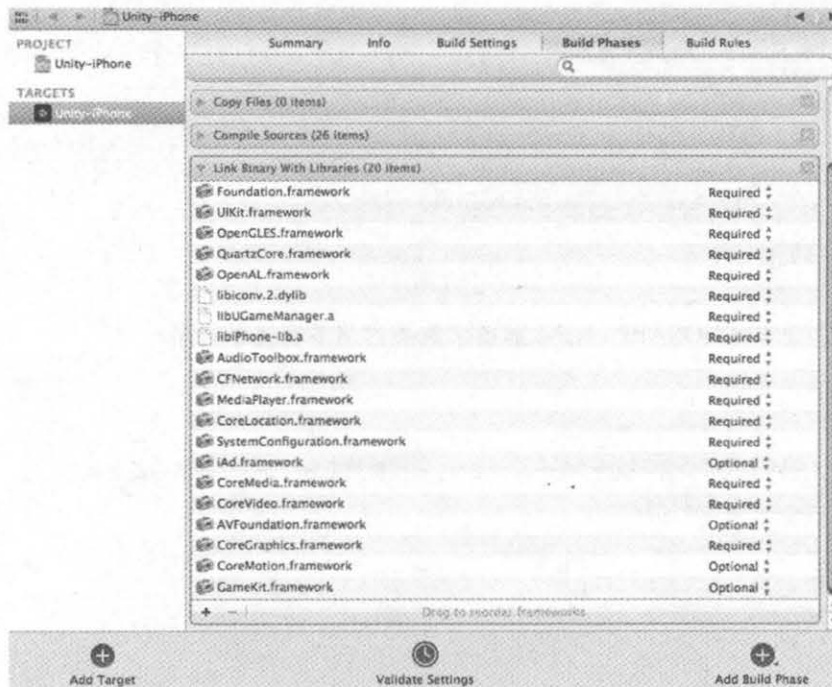 Unity-iPhone
PROJECT
Unity-iPhone
TARGETS
Unity-iPhone
Summary Info Build Settings Build Phases Build Rules
Copy Files (0 items)
Compile Sources (26 items)
Link Binary With Libraries (20 items)
Foundation.framework Required
UIKit.framework Required
OpenGLES.framework Required
QuartzCore.framework Required
OpenAL.framework Required
libiconv.2.dylib Required
libUGameManager.a Required
libiPhone-lib.a Required
AudioToolbox.framework Required
CFNetwork.framework Required
MediaPlayer.framework Required
CoreLocation.framework Required
SystemConfiguration.framework Required
iAd.framework Optional
CoreMedia.framework Required
CoreVideo.framework Required
AVFoundation.framework Optional
CoreGraphics.framework Required
CoreMotion.framework Optional
GameKit.framework Optional
+ − Drag to reorder frameworks
Add Target Validate Settings Add Build Phase